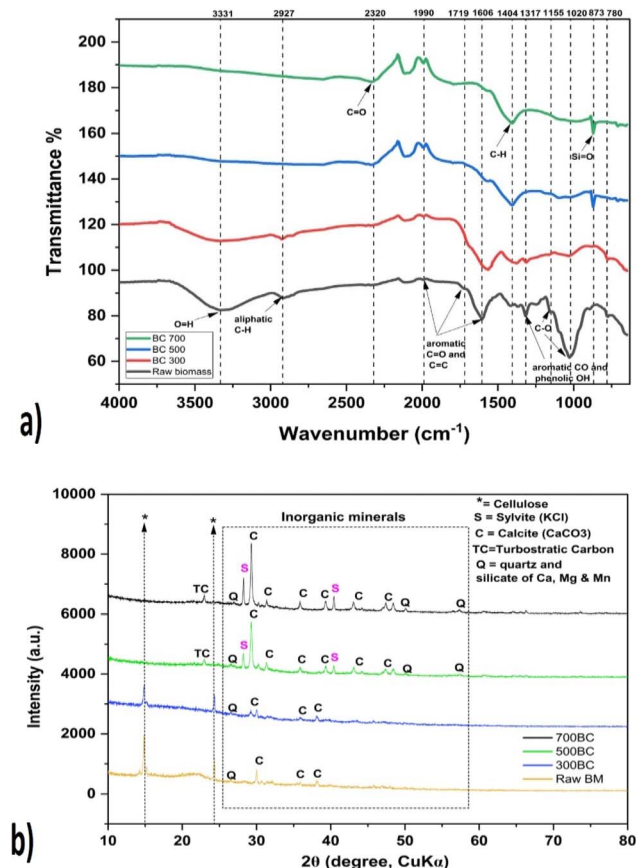 3331 2927 2320 1990 1719 1606 1404 1317 1155 1020 873 780
200
180
160
140
120
100
80
60
Transmittance %
C=O
C-H
Si=O
O=H
aliphatic
C-H
aromatic
C=O and
C=C
C-O
aromatic CO and
phenolic OH
BC 700
BC 500
BC 300
Raw biomass
4000 3500 3000 2500 2000 1500 1000
Wavenumber (cm-1)
a)
10000
8000
6000
4000
2000
0
Intensity (a.u.)
* *
Inorganic minerals
*= Cellulose
S = Sylvite (KCl)
C = Calcite (CaCO3)
TC=Turbostratic Carbon
Q = quartz and
silicate of Ca, Mg & Mn
TC Q S C C C C S C C C Q Q
TC Q S C C C C S C C C Q Q
Q C C C
Q C C C
700BC
500BC
300BC
Raw BM
10 20 30 40 50 60 70 80
2θ (degree, CuKα)
b)